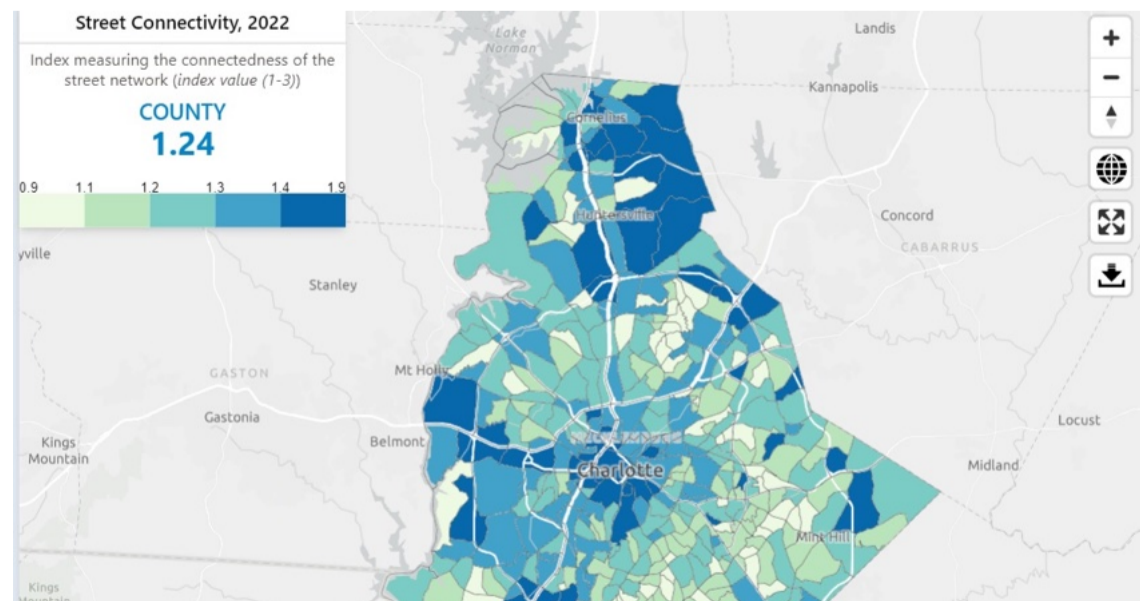 Street Connectivity, 2022
Index measuring the connectedness of the
street network (index value (1-3))
COUNTY
1.24
0.9 1.1 1.2 1.3 1.4 1.9
Lake
Norman
Landis
Kannapolis
Cornelius
Huntersville
Concord
CABARRUS
yville
Stanley
GASTON
Mt Holly
Gastonia
Belmont
Kings
Mountain
Charlotte
Locust
Midland
Mint Hill
Kings
Mountain